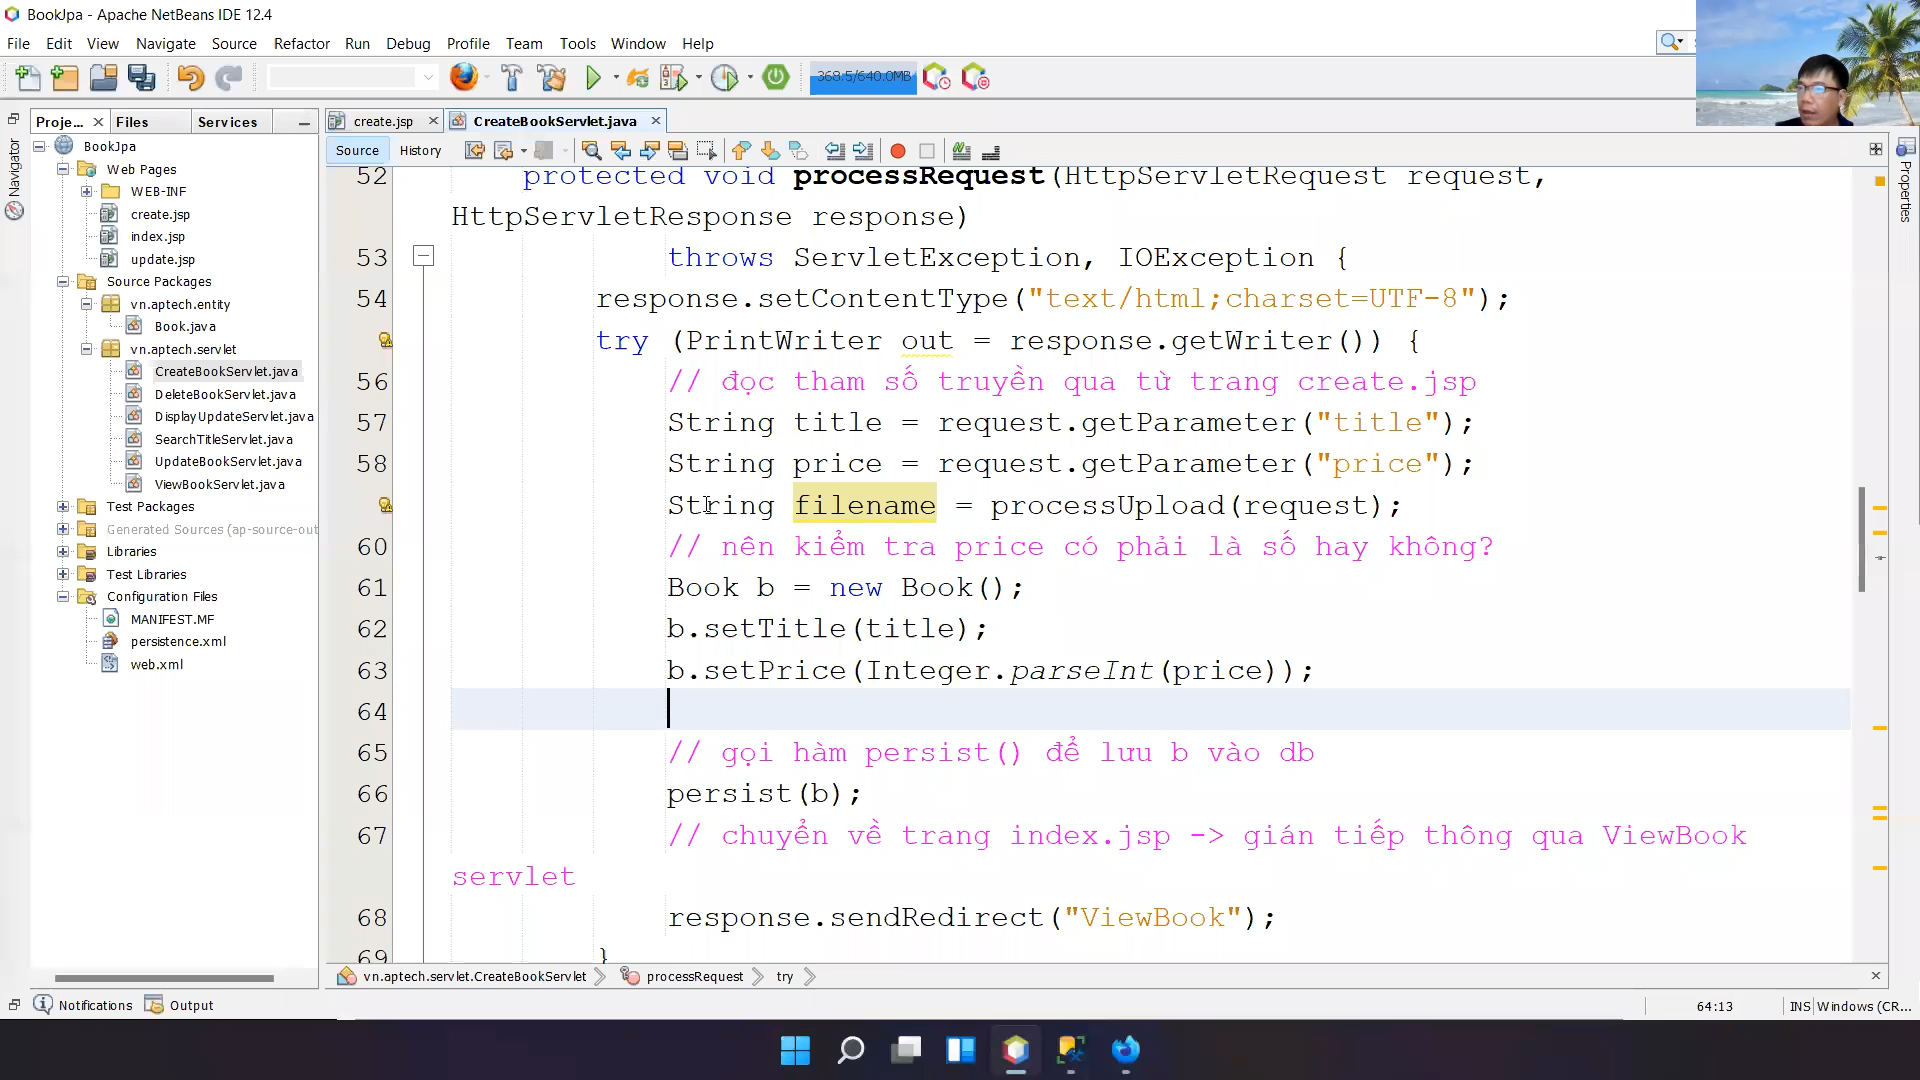 BookJpa - Apache NetBeans IDE 12.4
File Edit View Navigate Source Refactor Run Debug Profile Team Tools Window Help
368.5/640.0MB
Proje... Files Services
create.jsp CreateBookServlet.java
Source History
Navigator
Properties
BookJpa
Web Pages
WEB-INF
create.jsp
index.jsp
update.jsp
Source Packages
vn.aptech.entity
Book.java
vn.aptech.servlet
CreateBookServlet.java
DeleteBookServlet.java
DisplayUpdateServlet.java
SearchTitleServlet.java
UpdateBookServlet.java
ViewBookServlet.java
Test Packages
Generated Sources (ap-source-out
Libraries
Test Libraries
Configuration Files
MANIFEST.MF
persistence.xml
web.xml
52 protected void processRequest(HttpServletRequest request,
HttpServletResponse response)
53 throws ServletException, IOException {
54 response.setContentType("text/html;charset=UTF-8");
try (PrintWriter out = response.getWriter()) {
56 // đọc tham số truyền qua từ trang create.jsp
57 String title = request.getParameter("title");
58 String price = request.getParameter("price");
String filename = processUpload(request);
60 // nên kiểm tra price có phải là số hay không?
61 Book b = new Book();
62 b.setTitle(title);
63 b.setPrice(Integer.parseInt(price));
64
65 // gọi hàm persist() để lưu b vào db
66 persist(b);
67 // chuyển về trang index.jsp -> gián tiếp thông qua ViewBook
servlet
68 response.sendRedirect("ViewBook");
69 }
vn.aptech.servlet.CreateBookServlet processRequest try
Notifications Output
64:13 INS Windows (CR...